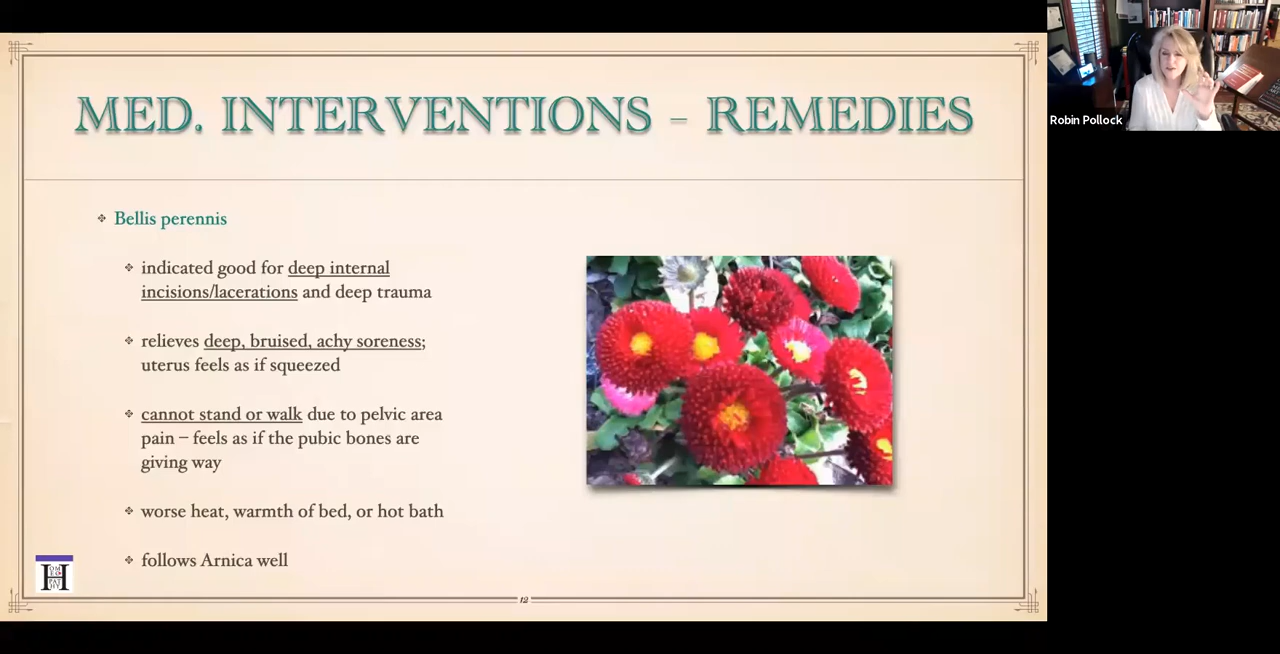 MED. INTERVENTIONS – REMEDIES
Bellis perennis
indicated good for deep internal
incisions/lacerations and deep trauma
relieves deep, bruised, achy soreness;
uterus feels as if squeezed
cannot stand or walk due to pelvic area
pain – feels as if the pubic bones are
giving way
worse heat, warmth of bed, or hot bath
follows Arnica well
H
12
Robin Pollock